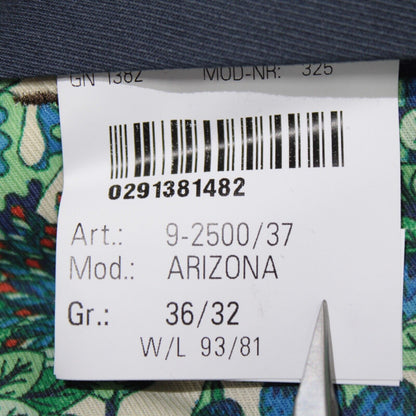 GN 1382 MOD-NR: 325
0291381482
Art.: 9-2500/37
Mod.: ARIZONA
Gr.: 36/32
W/L 93/81